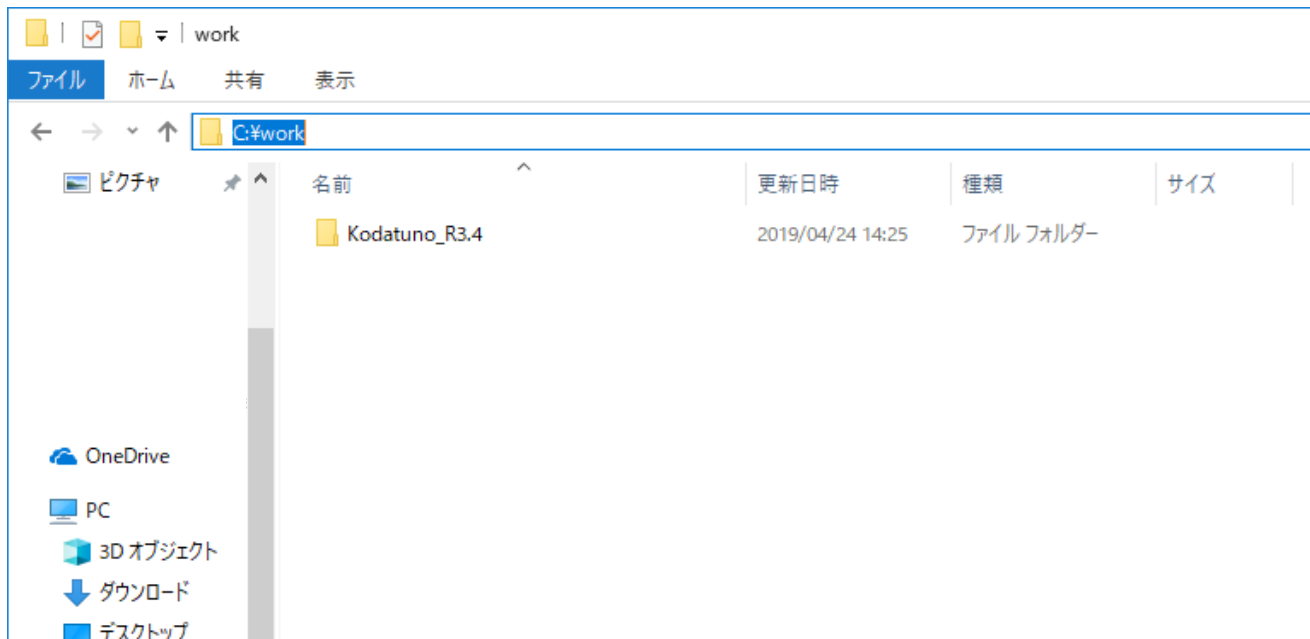 work
ファイル ホーム 共有 表示
C:¥work
ピクチャ
名前 更新日時 種類 サイズ
Kodatuno_R3.4 2019/04/24 14:25 ファイル フォルダー
OneDrive
PC
3D オブジェクト
ダウンロード
デスクトップ